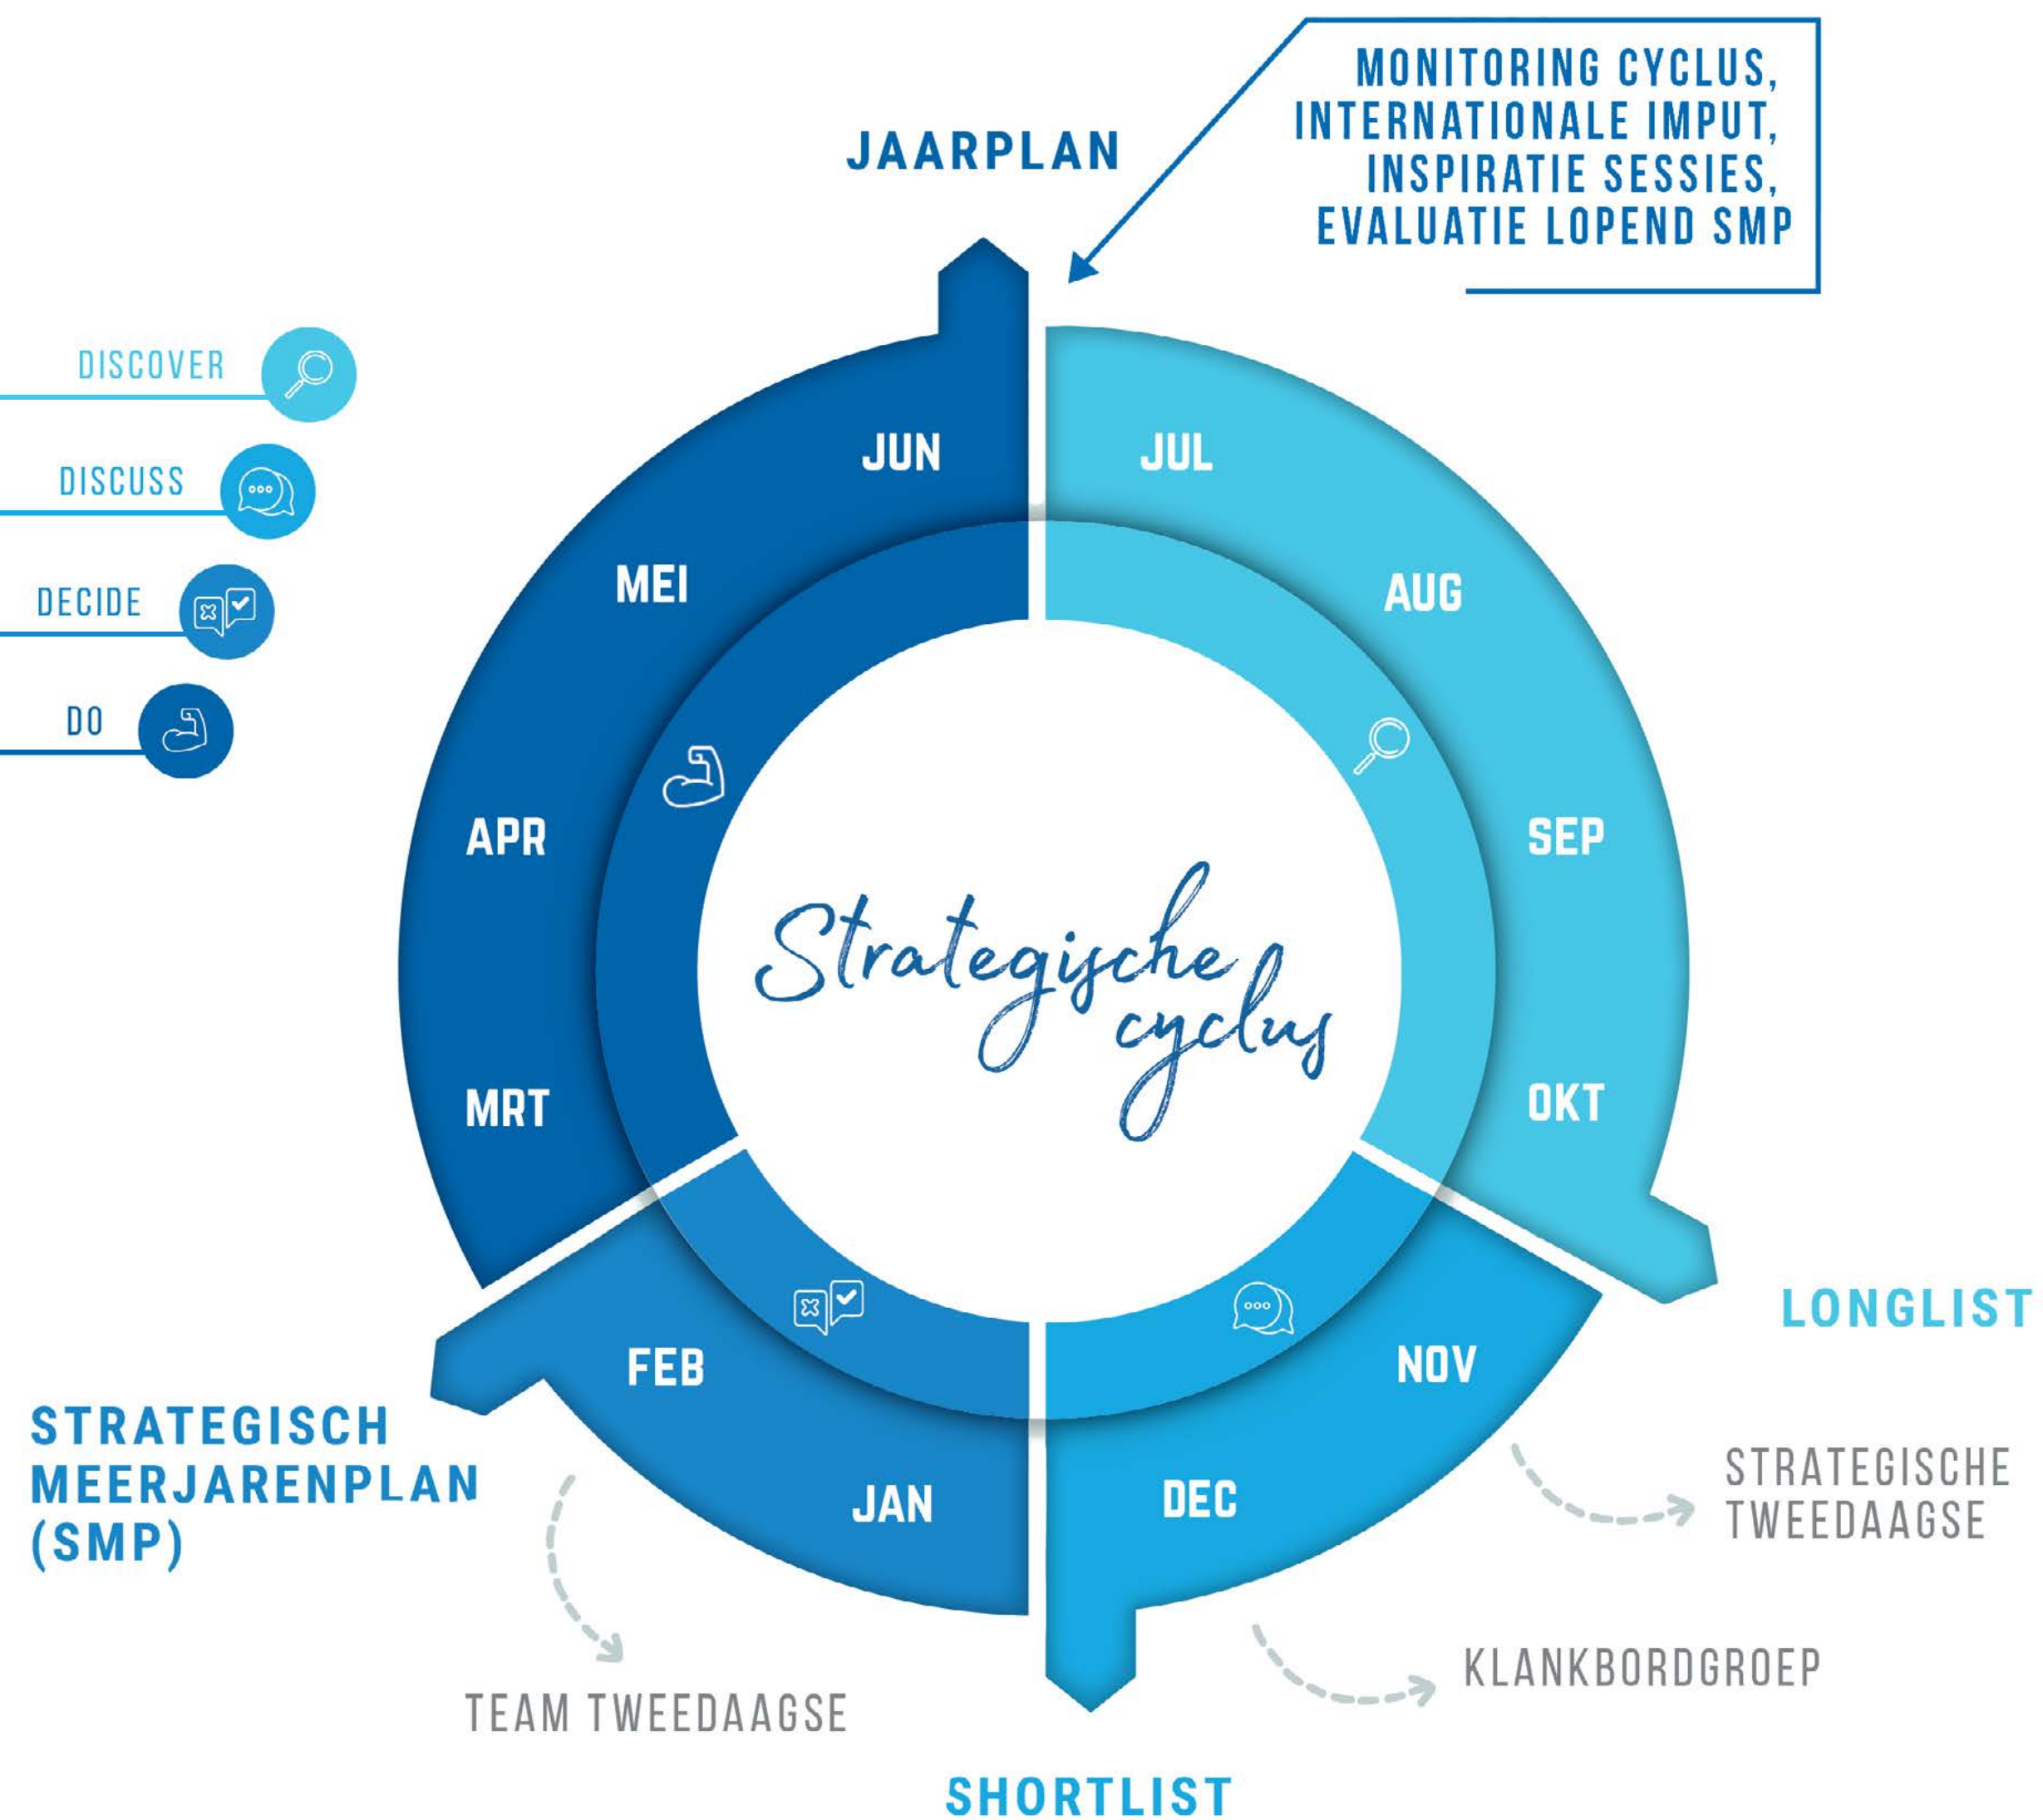 JAARPLAN
MONITORING CYCLUS,
INTERNATIONALE IMPUT,
INSPIRATIE SESSIES,
EVALUATIE LOPEND SMP
DISCOVER
DISCUSS
DECIDE
DO
JUN
JUL
MEI
AUG
APR
SEP
MRT
OKT
Strategische
cyclus
FEB
NOV
JAN
DEC
LONGLIST
STRATEGISCH
MEERJARENPLAN
(SMP)
STRATEGISCHE
TWEEDAAGSE
KLANKBORDGROEP
TEAM TWEEDAAGSE
SHORTLIST